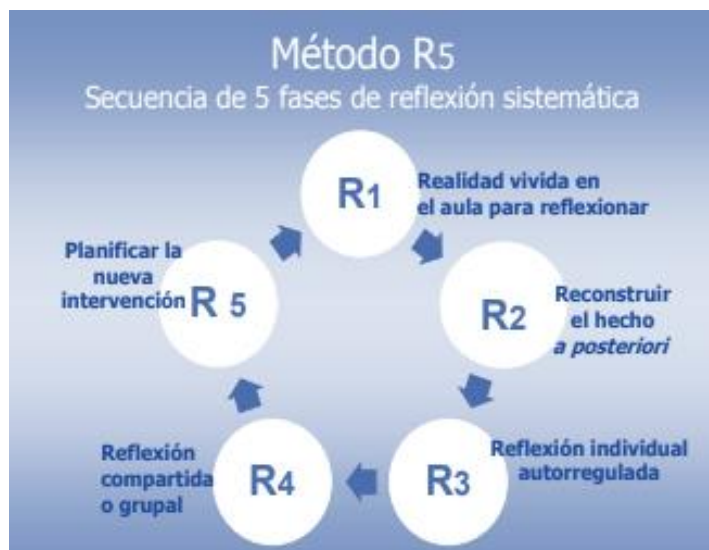 Método R5
Secuencia de 5 fases de reflexión sistemática
R1
Realidad vivida en
el aula para reflexionar
R2
Reconstruir
el hecho
a posteriori
R3
Reflexión individual
autorregulada
R4
Reflexión
compartida
o grupal
R 5
Planificar la
nueva
intervención